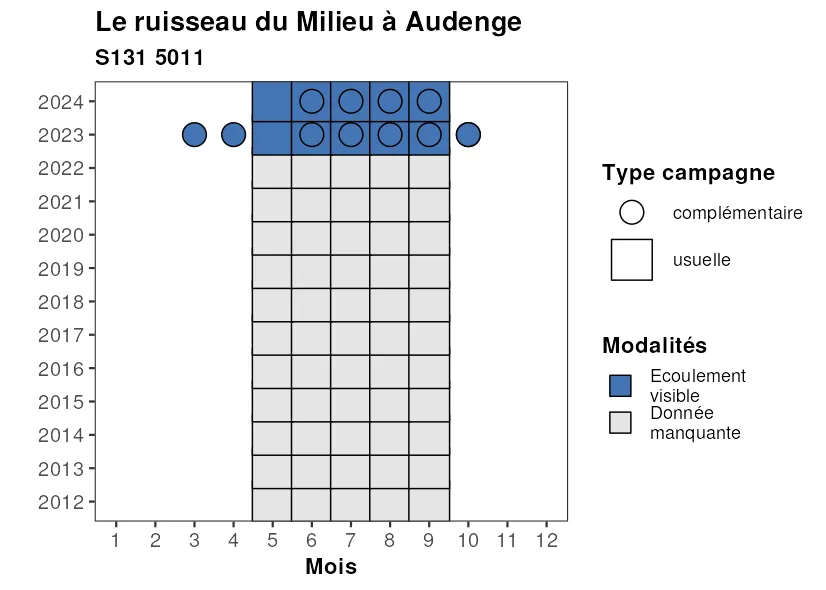 Le ruisseau du Milieu à Audenge
S131 5011
2024
2023
2022
2021
2020
2019
2018
2017
2016
2015
2014
2013
2012
1 2 3 4 5 6 7 8 9 10 11 12
Mois
Type campagne
complémentaire
usuelle
Modalités
Ecoulement
visible
Donnée
manquante